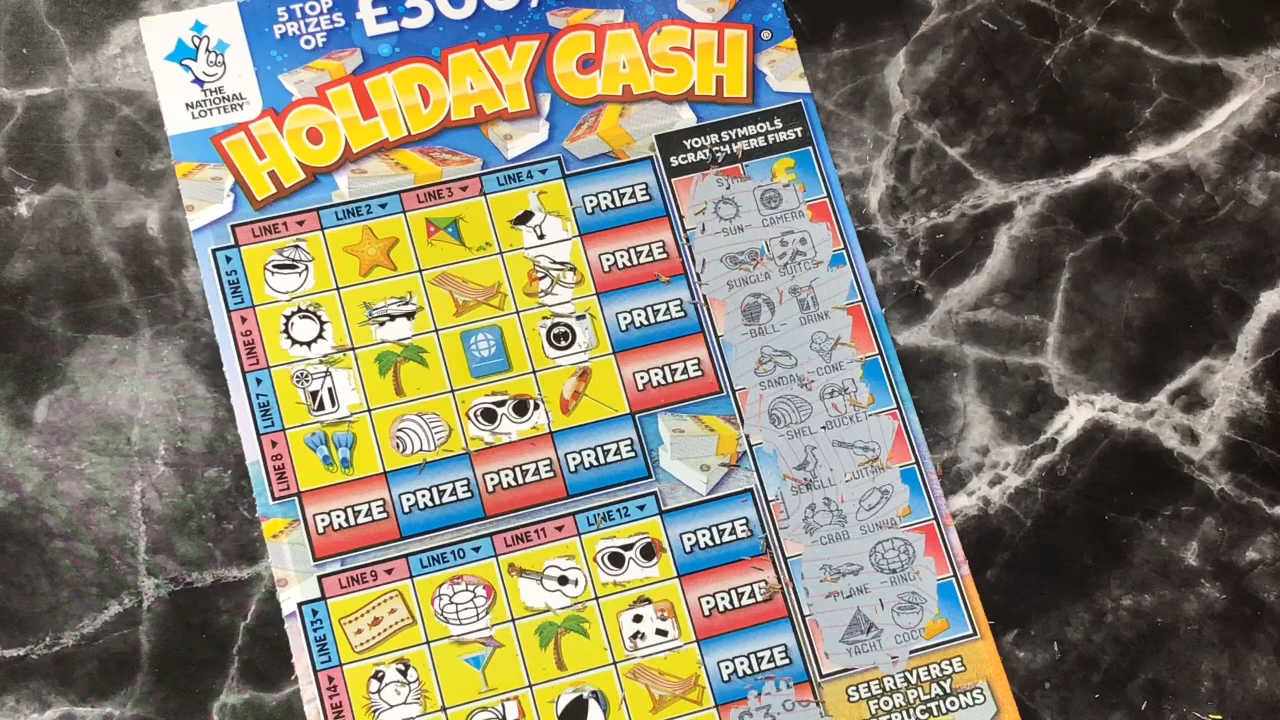 5 TOP
PRIZES
OF
THE
NATIONAL
LOTTERY®
HOLIDAY CASH®
YOUR SYMBOLS
SCRATCH HERE FIRST
LINE 1
LINE 2
LINE 3
LINE 4
PRIZE
LINE 5
PRIZE
LINE 6
PRIZE
LINE 7
PRIZE
LINE 8
PRIZE
PRIZE
PRIZE
PRIZE
LINE 9
LINE 10
LINE 11
LINE 12
PRIZE
LINE 13
PRIZE
LINE 14
PRIZE
£3.00
-SUN- CAMERA
SUNGLA SUITCS
-BALL- DRINK
SANDAL -CONE-
-SHEL- BUCKET
SEAGLL GUITAR
-CRAB SUNHAT
PLANE -RING-
YACHT COCO
SEE REVERSE
FOR PLAY